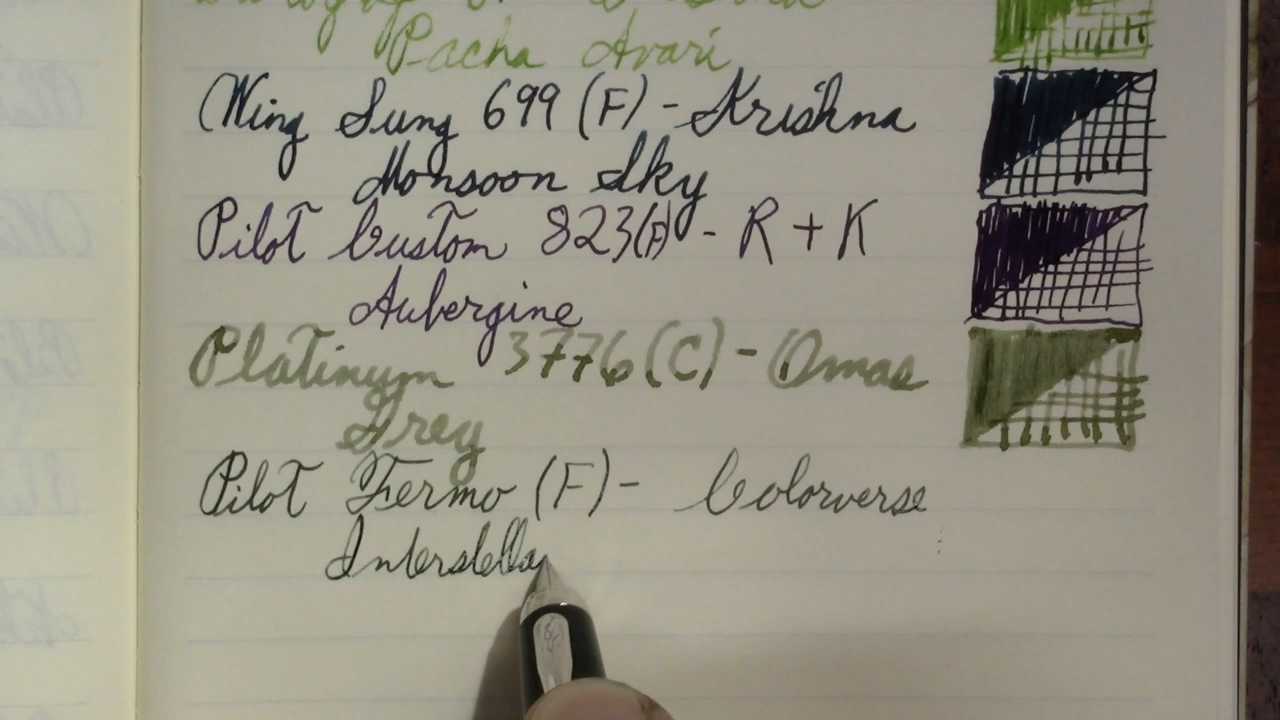 Pacha Avari
Wing Sung 699 (F) - Krishna
Monsoon Sky
Pilot Custom 823 (F) - R + K
Aubergine
Platinum 3776 (C) - Omas
Grey
Pilot Fermo (F) - Colorverse
Interstella